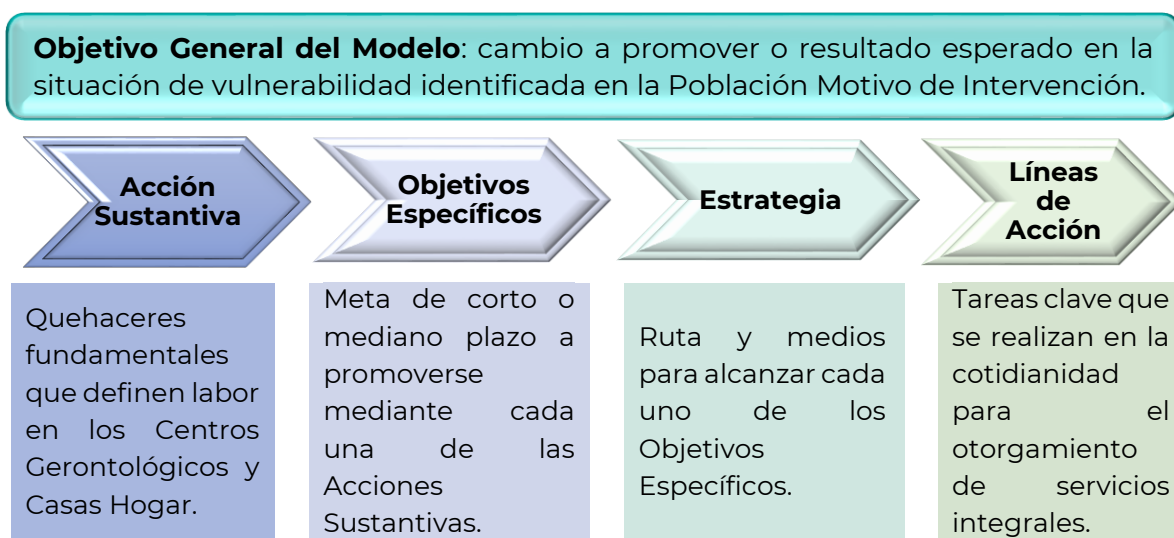 Objetivo General del Modelo: cambio a promover o resultado esperado en la
situación de vulnerabilidad identificada en la Población Motivo de Intervención.
Acción
Sustantiva
Objetivos
Específicos
Estrategia
Líneas
de
Acción
Quehaceres
fundamentales
que definen labor
en los Centros
Gerontológicos y
Casas Hogar.
Meta de corto o
mediano plazo a
promoverse
mediante cada
una de las
Acciones
Sustantivas.
Ruta y medios
para alcanzar cada
uno de los
Objetivos
Específicos.
Tareas clave que
se realizan en la
cotidianidad
para el
otorgamiento
de servicios
integrales.